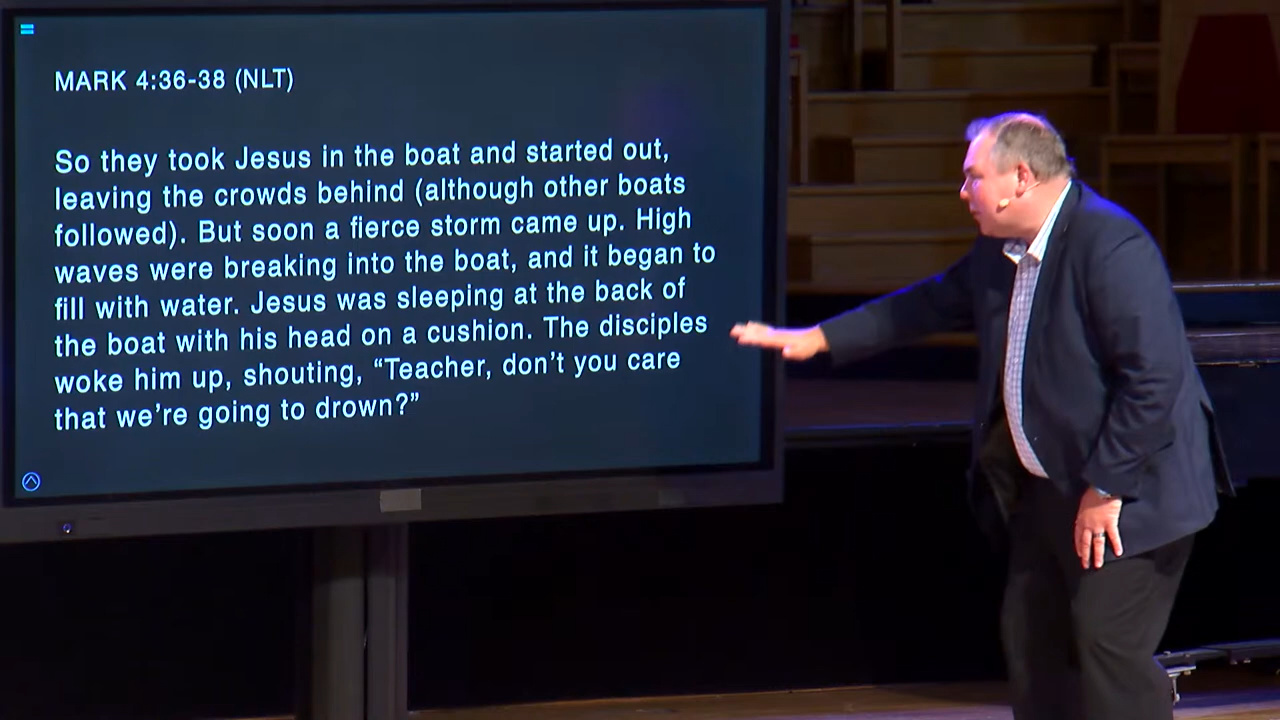 MARK 4:36-38 (NLT)
So they took Jesus in the boat and started out,
leaving the crowds behind (although other boats
followed). But soon a fierce storm came up. High
waves were breaking into the boat, and it began to
fill with water. Jesus was sleeping at the back of
the boat with his head on a cushion. The disciples
woke him up, shouting, “Teacher, don’t you care
that we’re going to drown?”